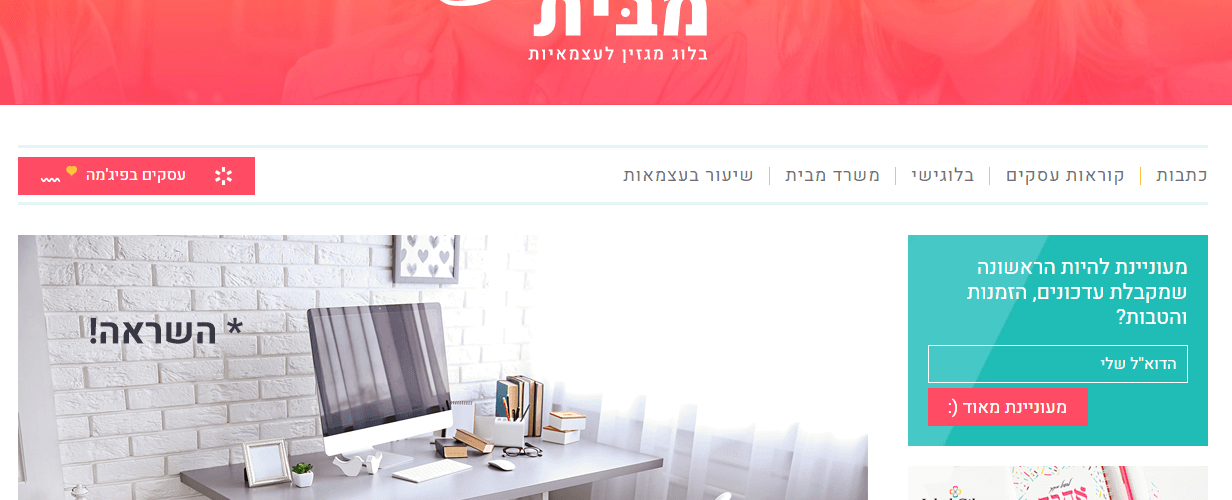 מבית
בלוג מגזין לעצמאיות
כתבות
קוראות עסקים
בלוגישי
משרד מבית
שיעור בעצמאות
עסקים בפיג'מה
מעוניינת להיות הראשונה
שמקבלת עדכונים, הזמנות
והטבות?
הדוא"ל שלי
מעוניינת מאוד (:
* השראה!